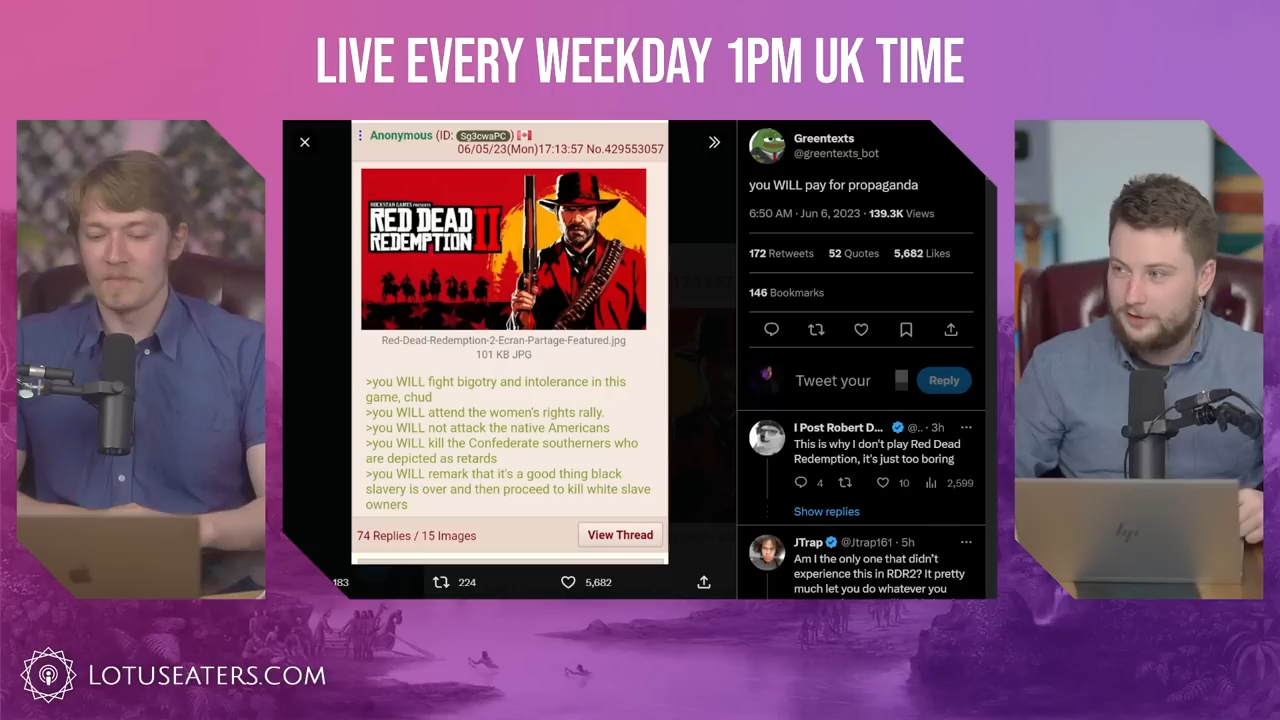 LIVE EVERY WEEKDAY 1PM UK TIME
Anonymous (ID: Sg3cwaPC)
06/05/23(Mon)17:13:57 No.429553057
ROCKSTAR GAMES PRESENTS
RED DEAD
REDEMPTION II
Red-Dead-Redemption-2-Ecran-Partage-Featured.jpg
101 KB JPG
>you WILL fight bigotry and intolerance in this
game, chud
>you WILL attend the women's rights rally.
>you WILL not attack the native Americans
>you WILL kill the Confederate southerners who
are depicted as retards
>you WILL remark that it's a good thing black
slavery is over and then proceed to kill white slave
owners
74 Replies / 15 Images
View Thread
183
224
5,682
Greentexts
@greentexts_bot
you WILL pay for propaganda
6:50 AM · Jun 6, 2023 · 139.3K Views
172 Retweets 52 Quotes 5,682 Likes
146 Bookmarks
Tweet your
Reply
I Post Robert D... @.. · 3h
This is why I don't play Red Dead
Redemption, it's just too boring
4 10 2,599
Show replies
JTrap @Jtrap161 · 5h
Am I the only one that didn't
experience this in RDR2? It pretty
much let you do whatever you
hp
LOTUSEATERS.COM